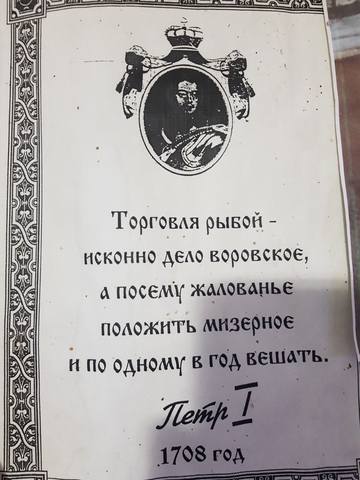 Торговля рыбой -
исконно дело воровское,
а посему жалованье
положить мизерное
и по одному в год вешать.
Петр I
1708 год